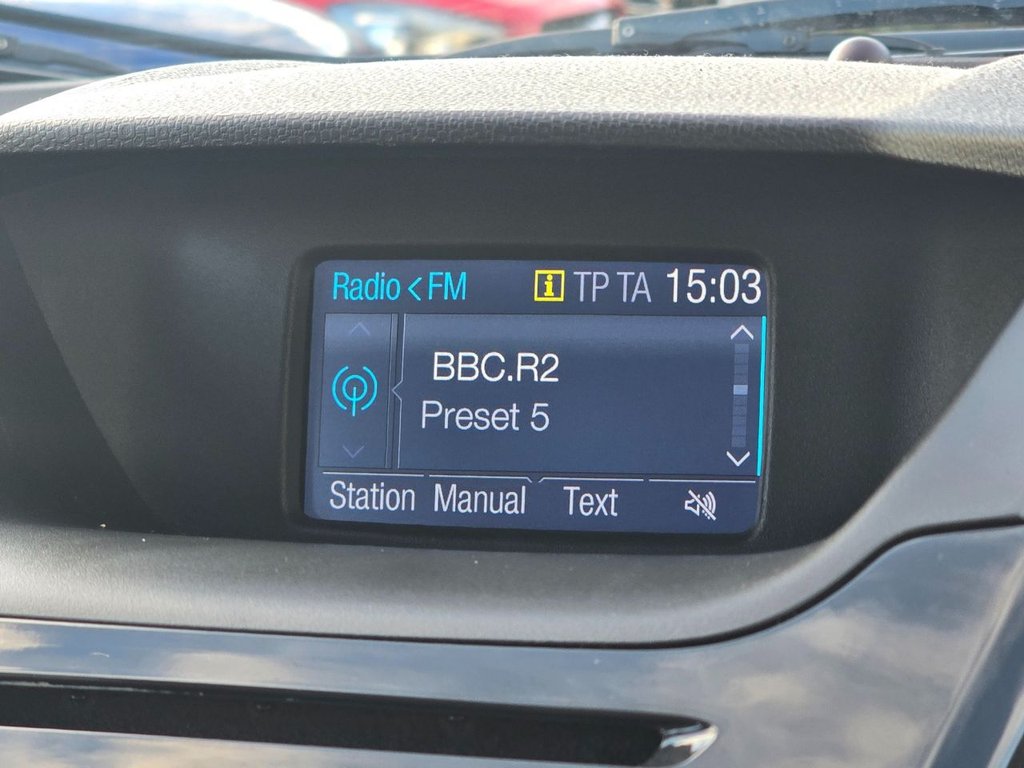 Radio < FM i TP TA 15:03
BBC.R2
Preset 5
Station Manual Text